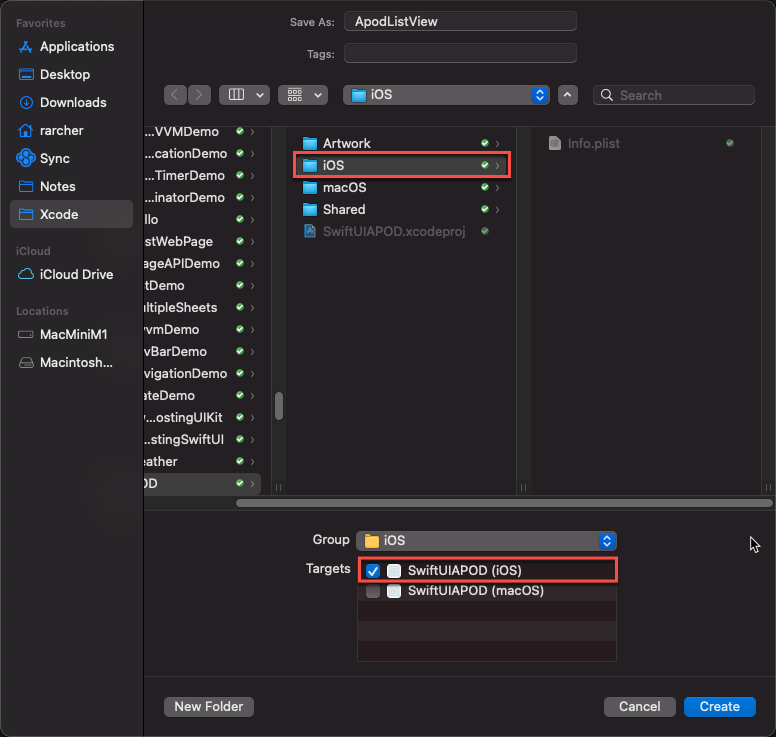 Favorites
Applications
Desktop
Downloads
rarcher
Sync
Notes
Xcode
iCloud
iCloud Drive
Locations
MacMiniM1
Macintosh...
Save As: ApodListView
Tags:
iOS
Search
...VVMDemo
...cationDemo
...TimerDemo
...inatorDemo
llo
stWebPage
ageAPIDemo
stDemo
ultipleSheets
vmDemo
vBarDemo
vigationDemo
ateDemo
...ostingUIKit
...stingSwiftUI
eather
OD
Artwork
iOS
macOS
Shared
SwiftUIAPOD.xcodeproj
Info.plist
Group iOS
Targets SwiftUIAPOD (iOS)
SwiftUIAPOD (macOS)
New Folder
Cancel
Create